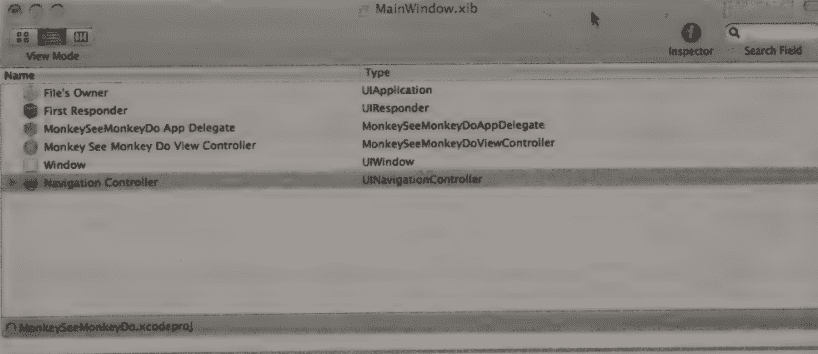 MainWindow.xib
View Mode
Inspector
Search Field
Name Type
File's Owner UIApplication
First Responder UIResponder
MonkeySeeMonkeyDo App Delegate MonkeySeeMonkeyDoAppDelegate
Monkey See Monkey Do View Controller MonkeySeeMonkeyDoViewController
Window UIWindow
Navigation Controller UINavigationController
MonkeySeeMonkeyDo.xcodeproj